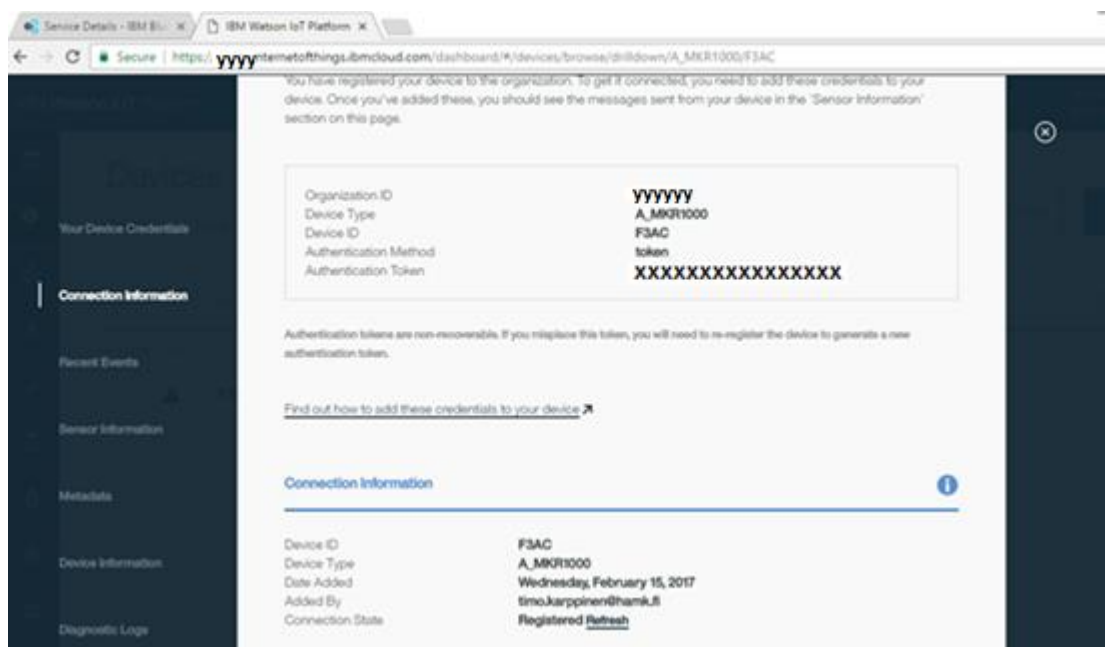 Service Details - IBM Bl
IBM Watson IoT Platform
Secure | https:/ yyyy nternetofthings.ibmcloud.com/dashboard/#/devices/browse/drilldown/A_MKR1000/F3AC
You have registered your device to the organization. To get it connected, you need to add these credentials to your
device. Once you've added these, you should see the messages sent from your device in the 'Sensor Information'
section on this page.
Devices
Organization ID yyyyyy
Device Type A_MKR1000
Device ID F3AC
Authentication Method token
Authentication Token XXXXXXXXXXXXXXXX
Your Device Credentials
Connection Information
Recent Events
Sensor Information
Metadata
Device Information
Diagnostic Logs
Authentication tokens are non-recoverable. If you misplace this token, you will need to re-register the device to generate a new
authentication token.
Find out how to add these credentials to your device
Connection Information
Device ID F3AC
Device Type A_MKR1000
Date Added Wednesday, February 15, 2017
Added By timo.karppinen@hamk.fi
Connection State Registered Refresh